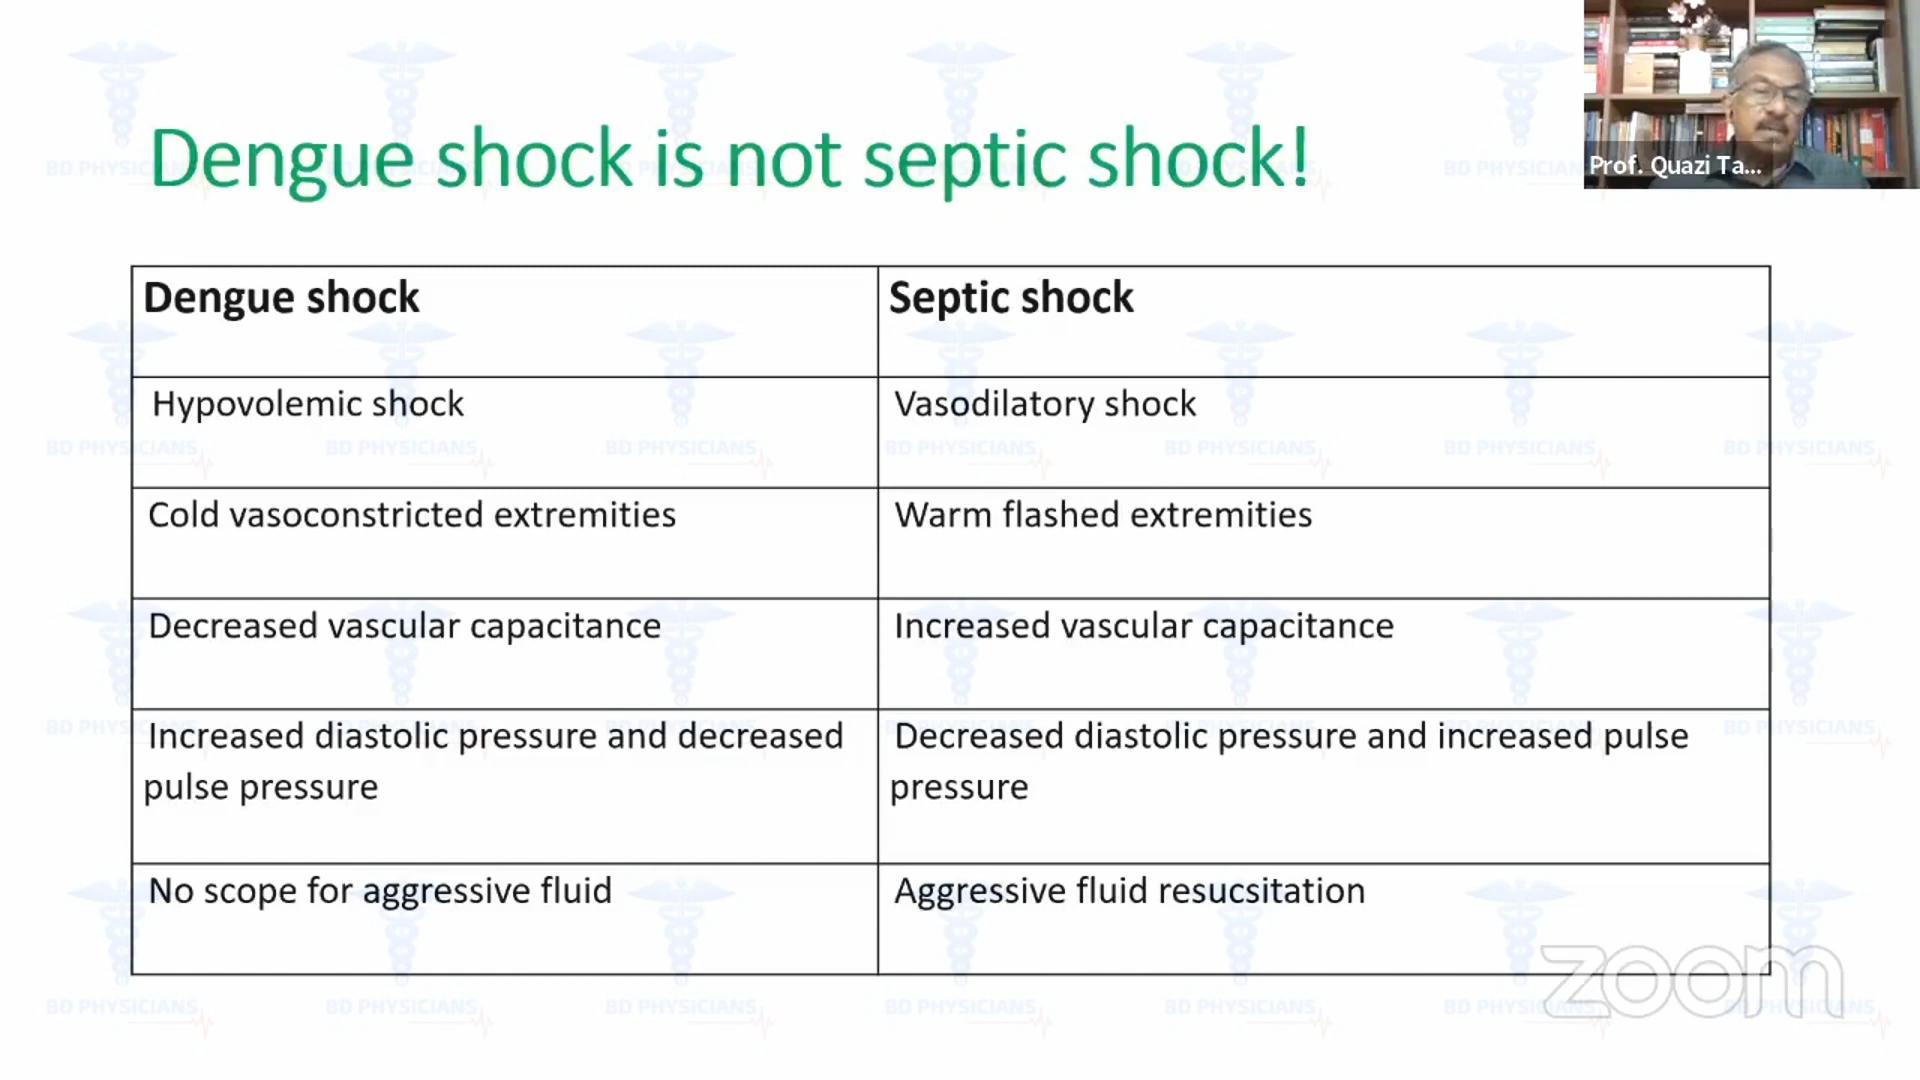 Prof. Quazi Ta...
Dengue shock is not septic shock!
Dengue shock
Septic shock
Hypovolemic shock
Vasodilatory shock
Cold vasoconstricted extremities
Warm flashed extremities
Decreased vascular capacitance
Increased vascular capacitance
Increased diastolic pressure and decreased
pulse pressure
Decreased diastolic pressure and increased pulse
pressure
No scope for aggressive fluid
Aggressive fluid resucsitation
zoom
BD PHYSICIANS